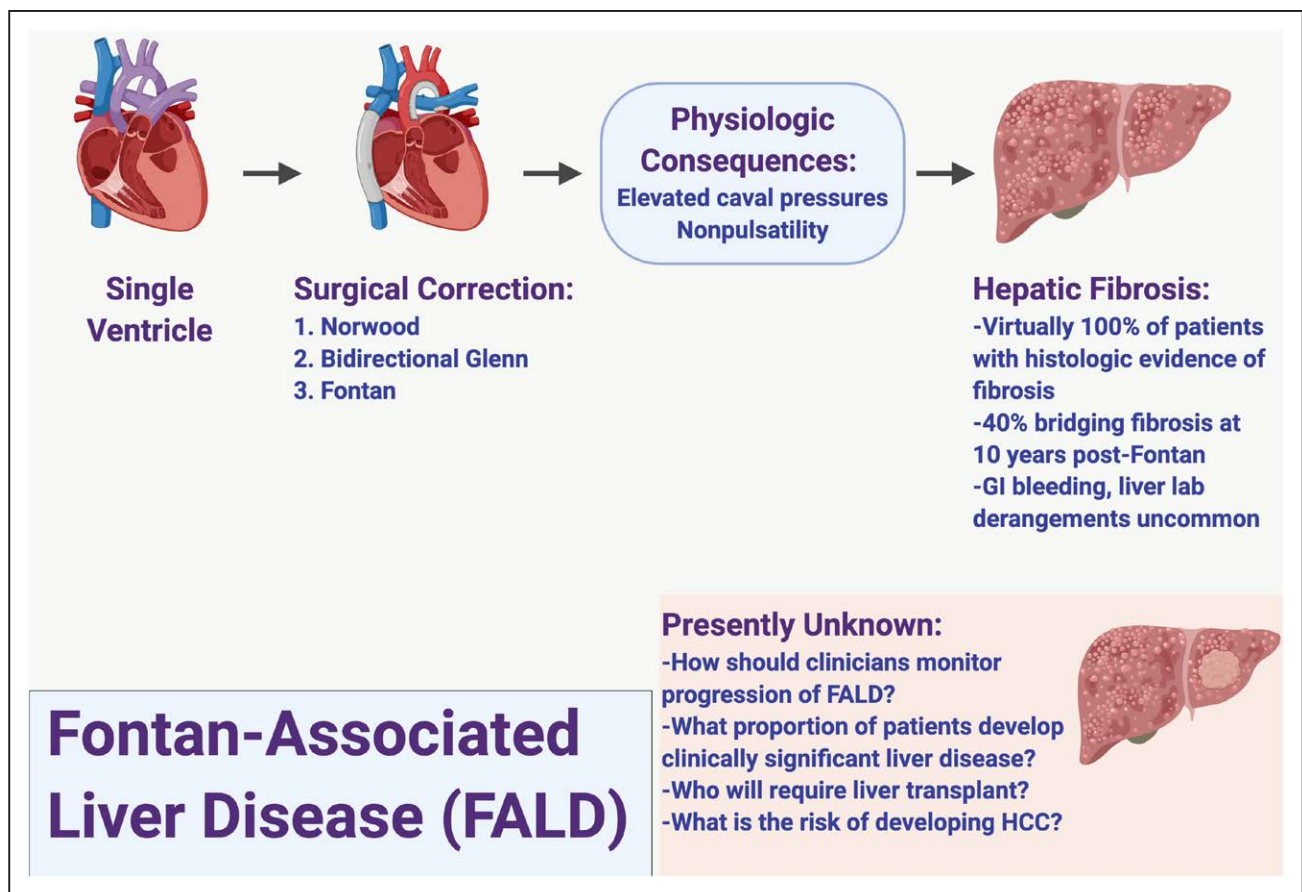 Single
Ventricle
Surgical Correction:
1. Norwood
2. Bidirectional Glenn
3. Fontan
Physiologic
Consequences:
Elevated caval pressures
Nonpulsatility
Hepatic Fibrosis:
-Virtually 100% of patients
with histologic evidence of
fibrosis
-40% bridging fibrosis at
10 years post-Fontan
-GI bleeding, liver lab
derangements uncommon
Fontan-Associated
Liver Disease (FALD)
Presently Unknown:
-How should clinicians monitor
progression of FALD?
-What proportion of patients develop
clinically significant liver disease?
-Who will require liver transplant?
-What is the risk of developing HCC?